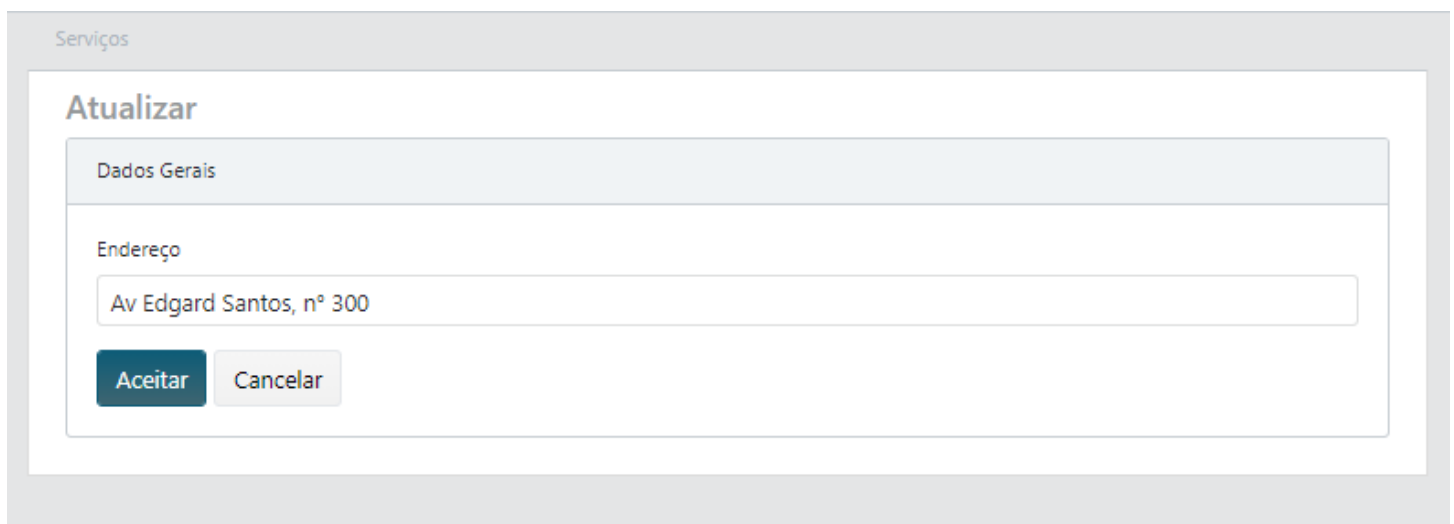 Serviços
Atualizar
Dados Gerais
Endereço
Av Edgard Santos, nº 300
Aceitar Cancelar